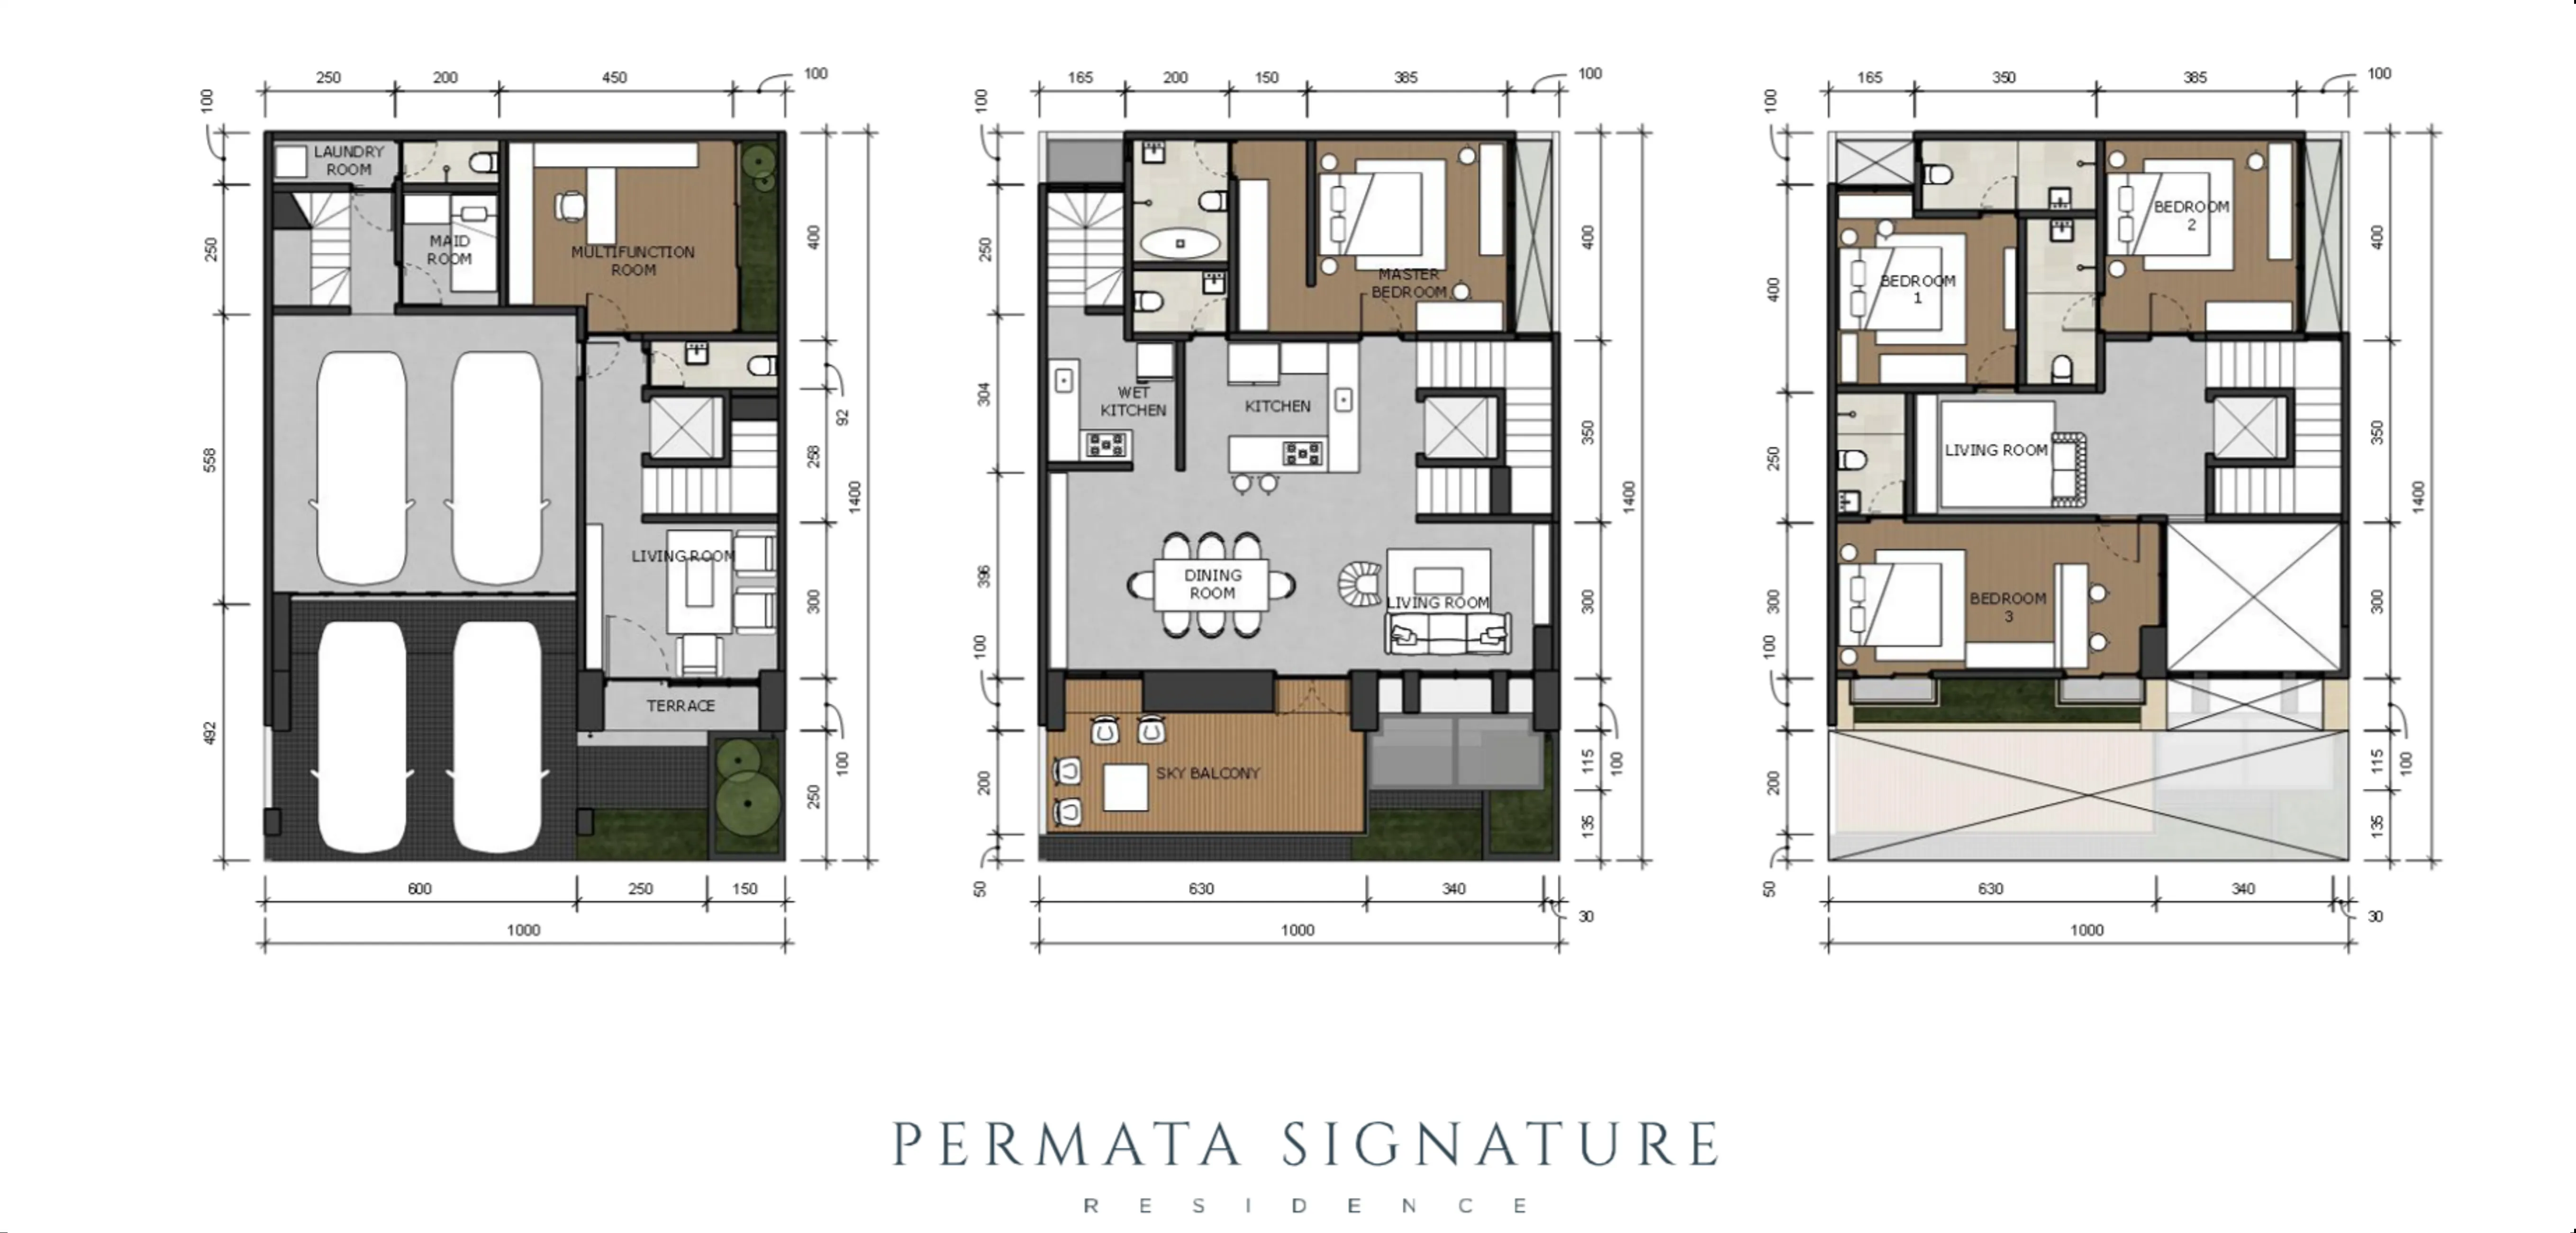 250 200 450 100
100
LAUNDRY
ROOM
MAID
ROOM
MULTIFUNCTION
ROOM
250
400
558
92
258
1400
LIVING ROOM
300
TERRACE
492
100
250
600 250 150
1000
165 200 150 385 100
100
250
400
MASTER
BEDROOM
304
WET
KITCHEN
KITCHEN
350
1400
396
DINING
ROOM
LIVING ROOM
300
100
SKY BALCONY
200
115
100
135
50
630 340
30
1000
165 350 385 100
100
BEDROOM
2
400
BEDROOM
1
400
LIVING ROOM
250
350
1400
BEDROOM
3
300
300
100
200
115
100
135
50
630 340
30
1000
PERMATA SIGNATURE
RESIDENCE